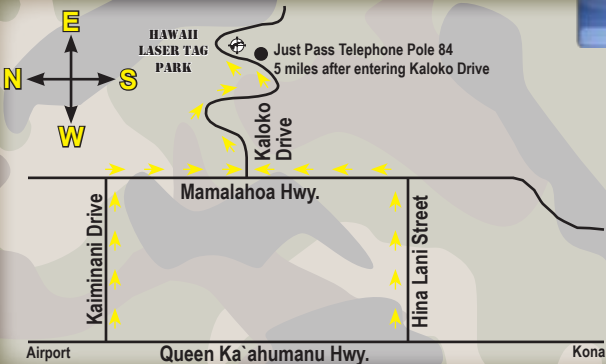 E
N
S
W
HAWAII
LASER TAG
PARK
Just Pass Telephone Pole 84
5 miles after entering Kaloko Drive
Kaloko
Drive
Mamalahoa Hwy.
Kaiminani Drive
Hina Lani Street
Airport
Queen Ka`ahumanu Hwy.
Kona